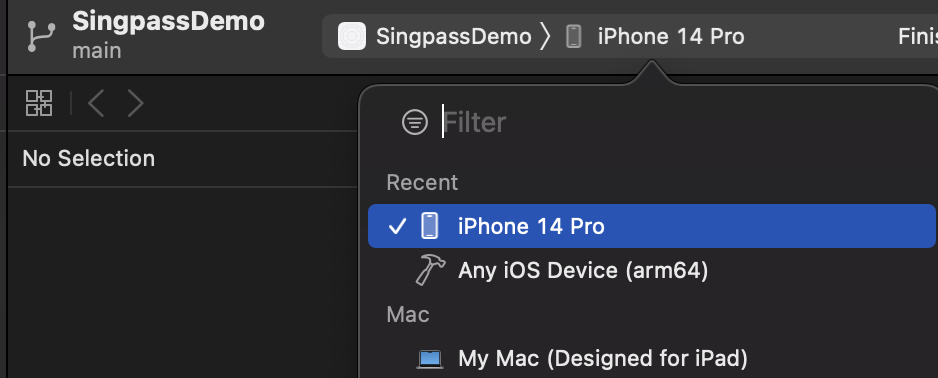 SingpassDemo
main
SingpassDemo 〉 iPhone 14 Pro
Filter
No Selection
Recent
✓ iPhone 14 Pro
Any iOS Device (arm64)
Mac
My Mac (Designed for iPad)